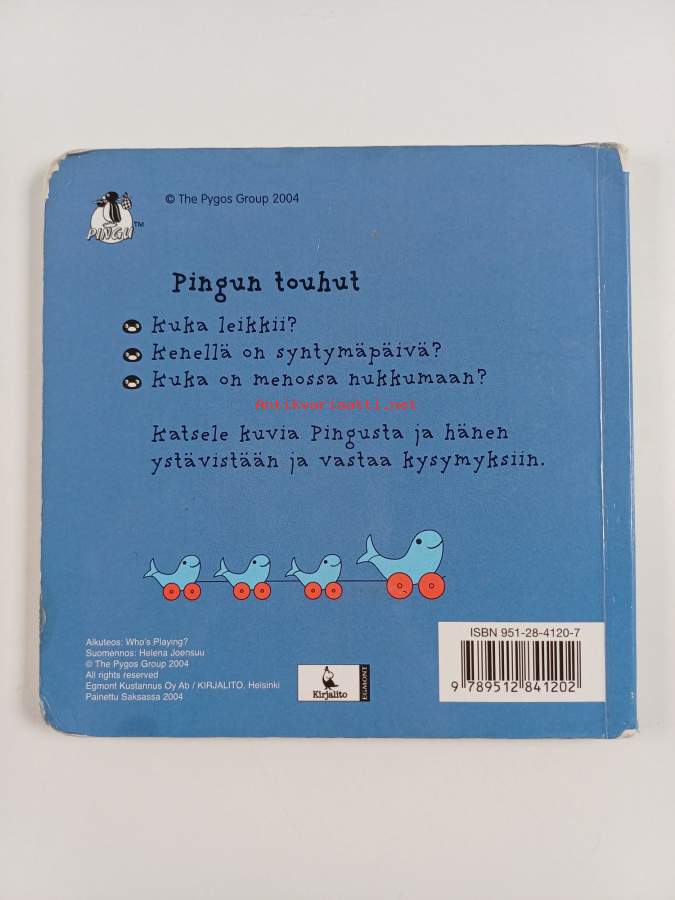 © The Pygos Group 2004
PINGU™
Pingun touhut
Kuka leikkii?
Kenellä on syntymäpäivä?
Kuka on menossa nukkumaan?
Antikvariaatti.net
Katsele kuvia Pingusta ja hänen
ystävistään ja vastaa kysymyksiin.
Alkuteos: Who's Playing?
Suomennos: Helena Joensuu
© The Pygos Group 2004
All rights reserved
Egmont Kustannus Oy Ab / KIRJALITO, Helsinki
Painettu Saksassa 2004
Kirjalito
EGMONT
ISBN 951-28-4120-7
9 789512 841202